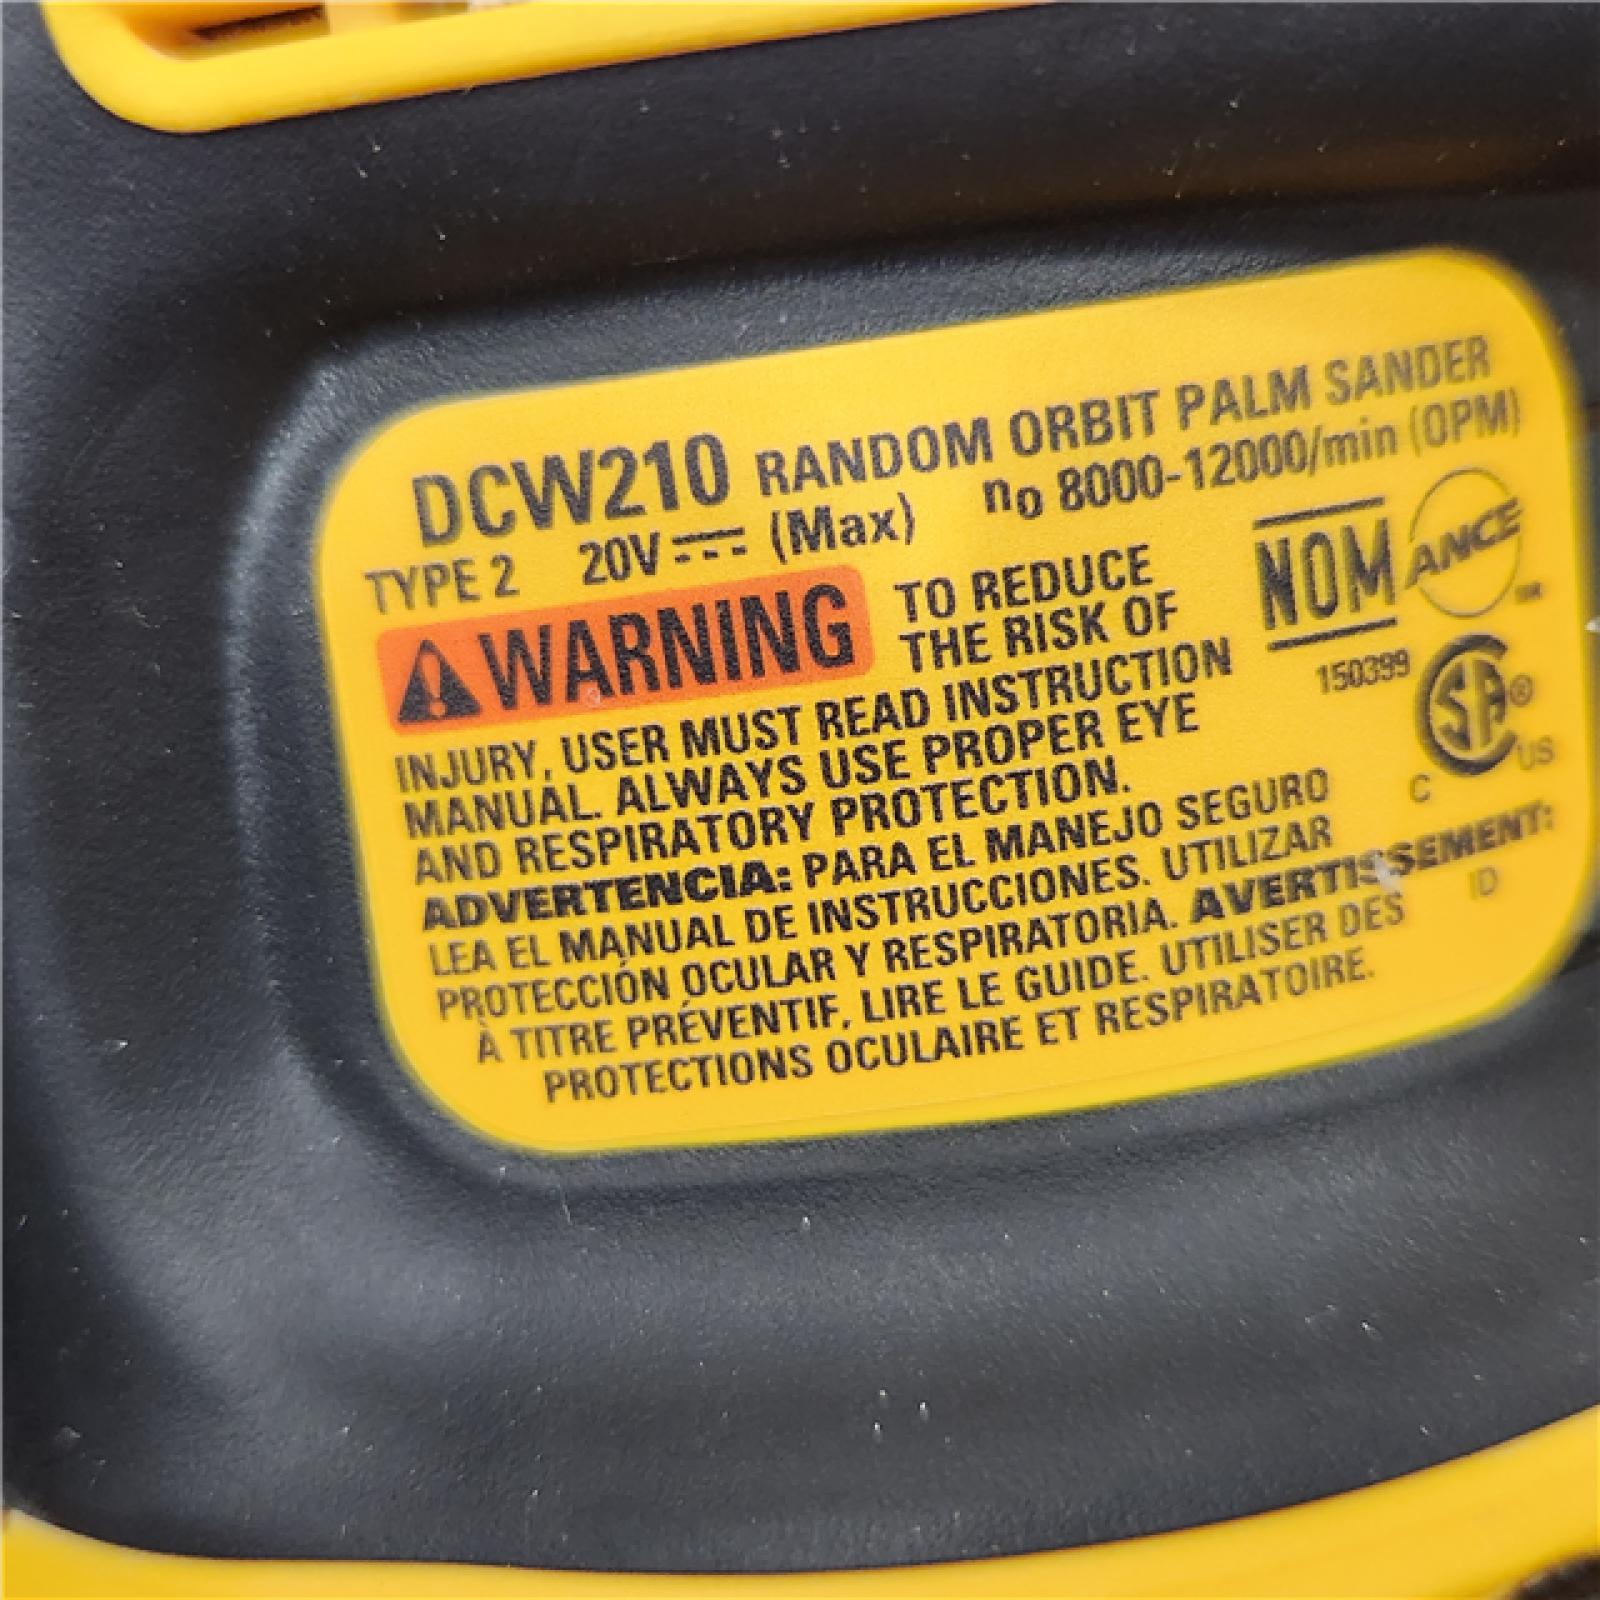 DCW210 RANDOM ORBIT PALM SANDER
TYPE 2 20V (Max) n₀ 8000-12000/min (OPM)
WARNING TO REDUCE
THE RISK OF
INJURY, USER MUST READ INSTRUCTION
MANUAL. ALWAYS USE PROPER EYE
AND RESPIRATORY PROTECTION.
NOM ANCE
150399 SA® 
C US
ADVERTENCIA: PARA EL MANEJO SEGURO
LEA EL MANUAL DE INSTRUCCIONES. UTILIZAR
PROTECCIÓN OCULAR Y RESPIRATORIA. AVERTISSEMENT:
À TITRE PRÉVENTIF, LIRE LE GUIDE. UTILISER DES
PROTECTIONS OCULAIRE ET RESPIRATOIRE.
ID